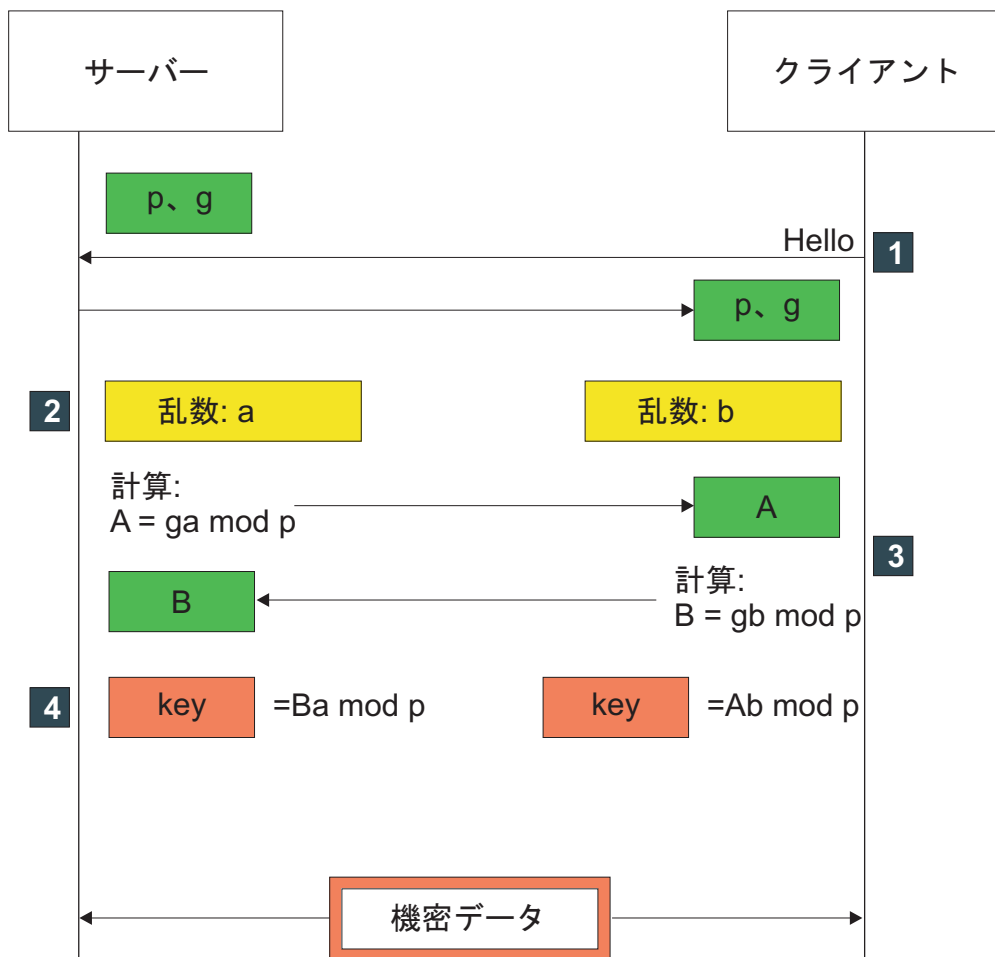 サーバー
クライアント
p、g
Hello
1
p、g
2
乱数: a
乱数: b
計算:
A = ga mod p
A
3
B
計算:
B = gb mod p
4
key
=Ba mod p
key
=Ab mod p
機密データ